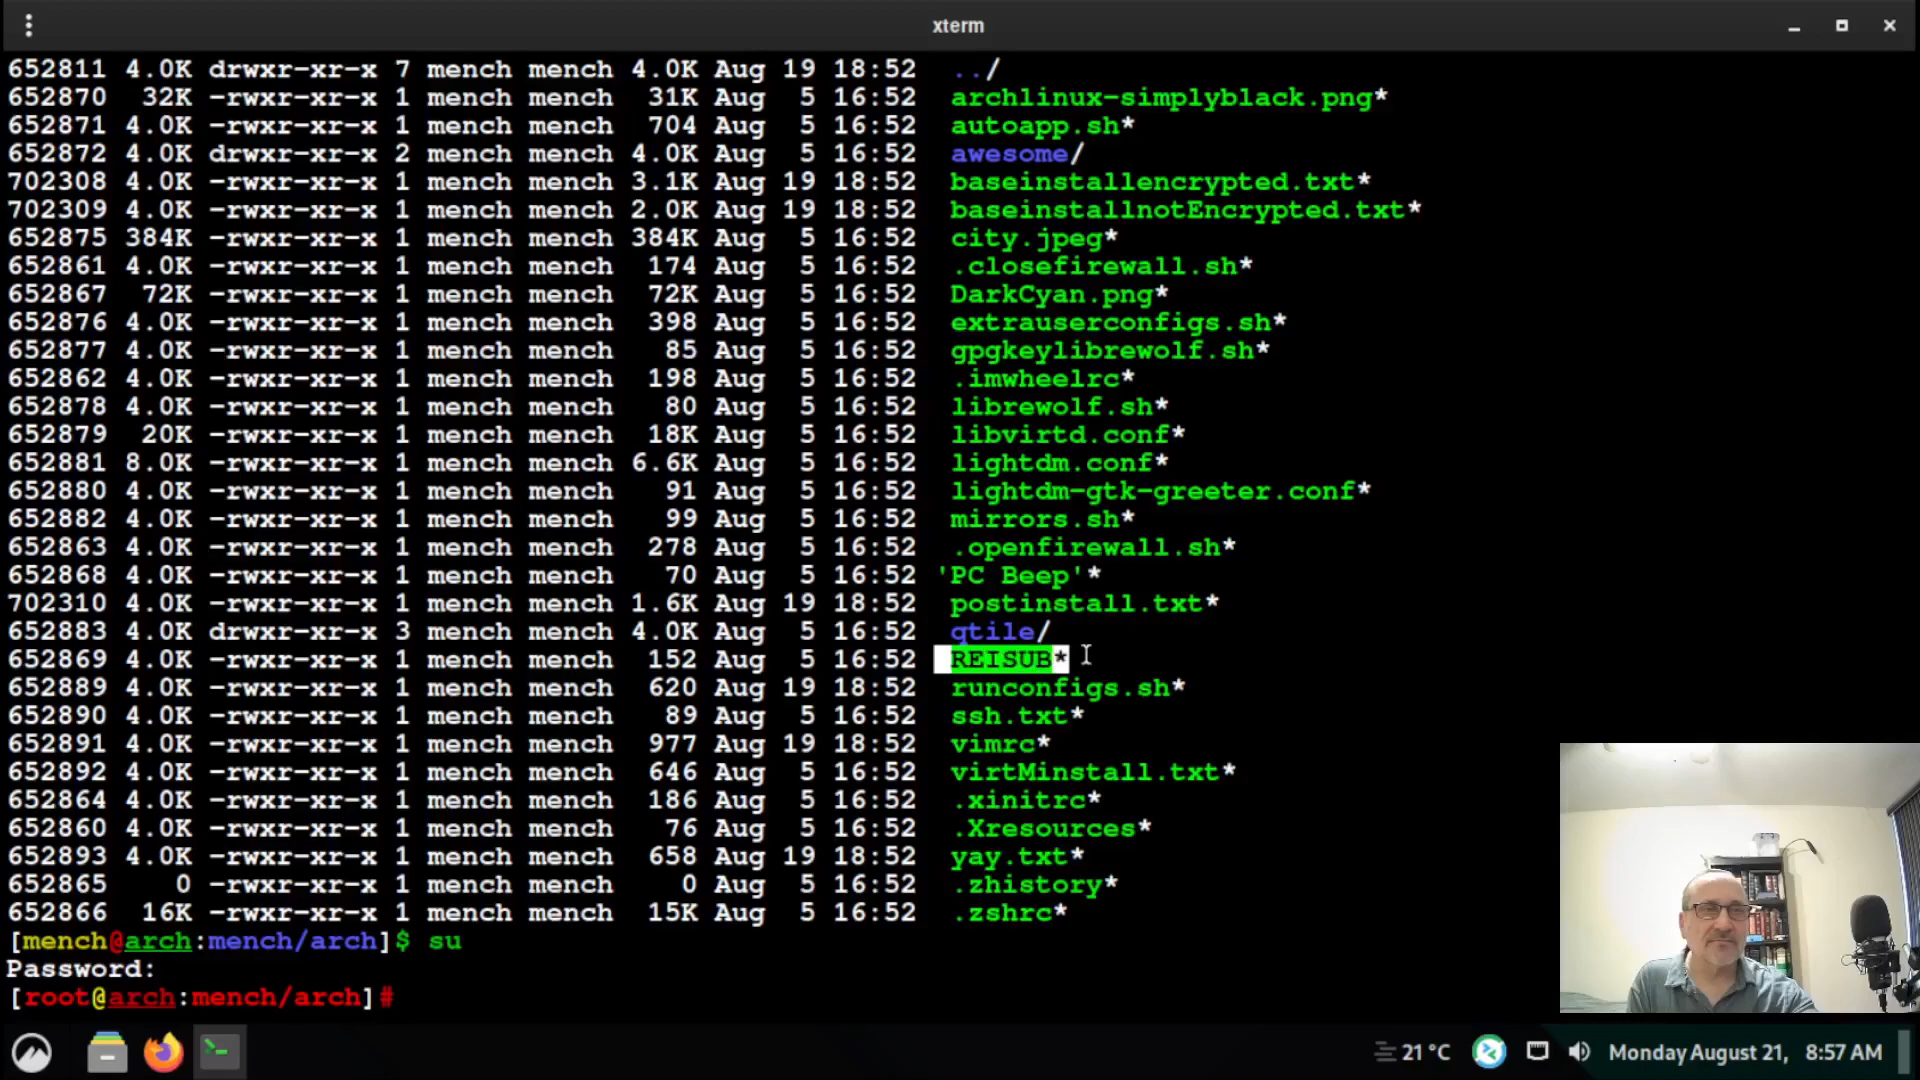 xterm
652811 4.0K drwxr-xr-x 7 mench mench 4.0K Aug 19 18:52 ../
652870 32K -rwxr-xr-x 1 mench mench 31K Aug 5 16:52 archlinux-simplyblack.png*
652871 4.0K -rwxr-xr-x 1 mench mench 704 Aug 5 16:52 autoapp.sh*
652872 4.0K drwxr-xr-x 2 mench mench 4.0K Aug 5 16:52 awesome/
702308 4.0K -rwxr-xr-x 1 mench mench 3.1K Aug 19 18:52 baseinstallencrypted.txt*
702309 4.0K -rwxr-xr-x 1 mench mench 2.0K Aug 19 18:52 baseinstallnotEncrypted.txt*
652875 384K -rwxr-xr-x 1 mench mench 384K Aug 5 16:52 city.jpeg*
652861 4.0K -rwxr-xr-x 1 mench mench 174 Aug 5 16:52 .closefirewall.sh*
652867 72K -rwxr-xr-x 1 mench mench 72K Aug 5 16:52 DarkCyan.png*
652876 4.0K -rwxr-xr-x 1 mench mench 398 Aug 5 16:52 extrauserconfigs.sh*
652877 4.0K -rwxr-xr-x 1 mench mench 85 Aug 5 16:52 gpgkeylibrewolf.sh*
652862 4.0K -rwxr-xr-x 1 mench mench 198 Aug 5 16:52 .imwheelrc*
652878 4.0K -rwxr-xr-x 1 mench mench 80 Aug 5 16:52 librewolf.sh*
652879 20K -rwxr-xr-x 1 mench mench 18K Aug 5 16:52 libvirtd.conf*
652881 8.0K -rwxr-xr-x 1 mench mench 6.6K Aug 5 16:52 lightdm.conf*
652880 4.0K -rwxr-xr-x 1 mench mench 91 Aug 5 16:52 lightdm-gtk-greeter.conf*
652882 4.0K -rwxr-xr-x 1 mench mench 99 Aug 5 16:52 mirrors.sh*
652863 4.0K -rwxr-xr-x 1 mench mench 278 Aug 5 16:52 .openfirewall.sh*
652868 4.0K -rwxr-xr-x 1 mench mench 70 Aug 5 16:52 'PC Beep'*
702310 4.0K -rwxr-xr-x 1 mench mench 1.6K Aug 19 18:52 postinstall.txt*
652883 4.0K drwxr-xr-x 3 mench mench 4.0K Aug 5 16:52 qtile/
652869 4.0K -rwxr-xr-x 1 mench mench 152 Aug 5 16:52 REISUB*
652889 4.0K -rwxr-xr-x 1 mench mench 620 Aug 19 18:52 runconfigs.sh*
652890 4.0K -rwxr-xr-x 1 mench mench 89 Aug 5 16:52 ssh.txt*
652891 4.0K -rwxr-xr-x 1 mench mench 977 Aug 19 18:52 vimrc*
652892 4.0K -rwxr-xr-x 1 mench mench 646 Aug 5 16:52 virtMinstall.txt*
652864 4.0K -rwxr-xr-x 1 mench mench 186 Aug 5 16:52 .xinitrc*
652860 4.0K -rwxr-xr-x 1 mench mench 76 Aug 5 16:52 .Xresources*
652893 4.0K -rwxr-xr-x 1 mench mench 658 Aug 19 18:52 yay.txt*
652865 0 -rwxr-xr-x 1 mench mench 0 Aug 5 16:52 .zhistory*
652866 16K -rwxr-xr-x 1 mench mench 15K Aug 5 16:52 .zshrc*
[mench@arch:mench/arch]$ su
Password:
[root@arch:mench/arch]#
21 °C Monday August 21, 8:57 AM